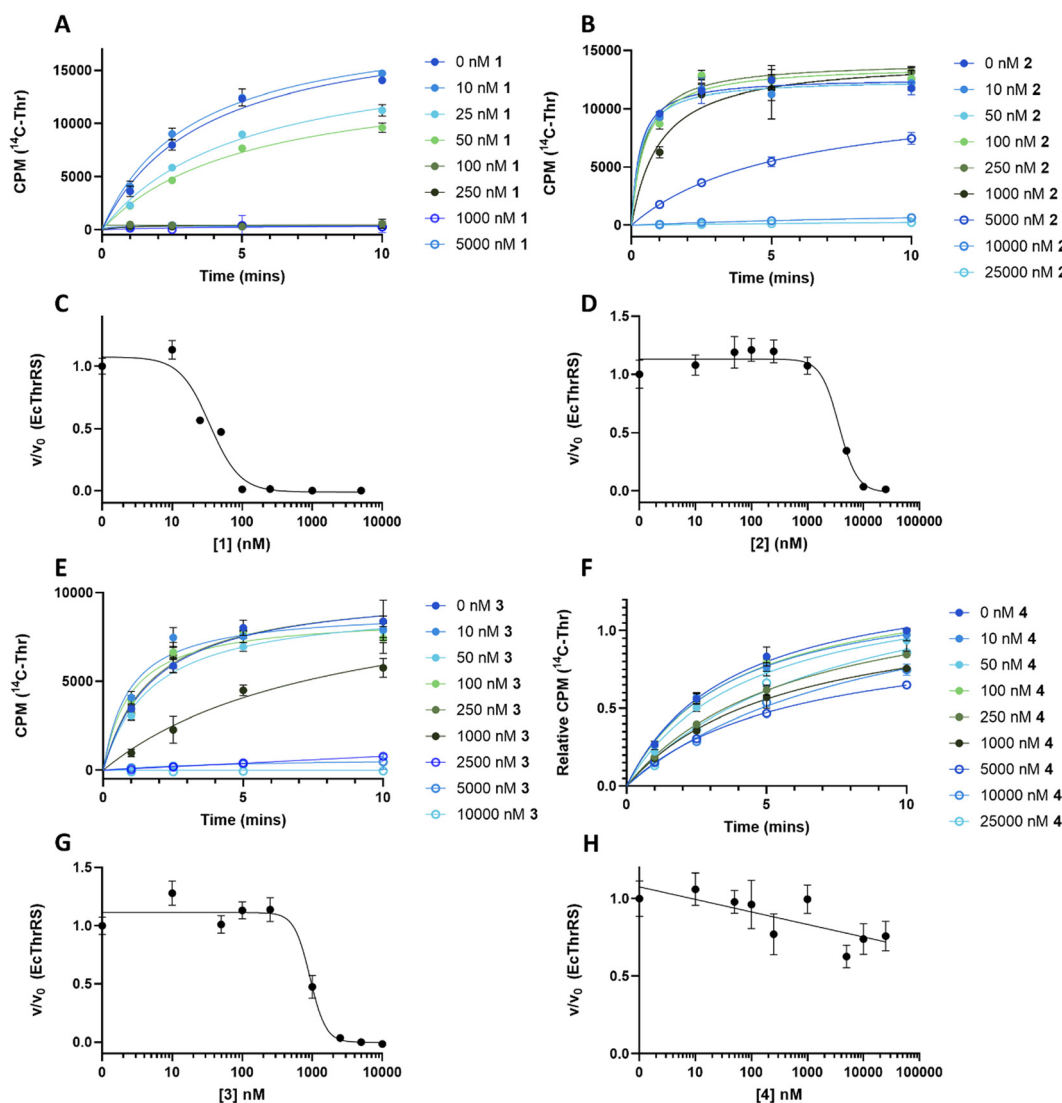 A
CPM (¹⁴C-Thr)
15000
10000
5000
0
0
5
10
Time (mins)
0 nM 1
10 nM 1
25 nM 1
50 nM 1
100 nM 1
250 nM 1
1000 nM 1
5000 nM 1
B
CPM (¹⁴C-Thr)
15000
10000
5000
0
0
5
10
Time (mins)
0 nM 2
10 nM 2
50 nM 2
100 nM 2
250 nM 2
1000 nM 2
5000 nM 2
10000 nM 2
25000 nM 2
C
v/v₀ (EcThrRS)
1.0
0.5
0.0
0
10
100
1000
10000
[1] (nM)
D
v/v₀ (EcThrRS)
1.5
1.0
0.5
0.0
0
10
100
1000
10000
100000
[2] (nM)
E
CPM (¹⁴C-Thr)
10000
5000
0
0
5
10
Time (mins)
0 nM 3
10 nM 3
50 nM 3
100 nM 3
250 nM 3
1000 nM 3
2500 nM 3
5000 nM 3
10000 nM 3
F
Relative CPM (¹⁴C-Thr)
1.0
0.5
0.0
0
5
10
Time (mins)
0 nM 4
10 nM 4
50 nM 4
100 nM 4
250 nM 4
1000 nM 4
5000 nM 4
10000 nM 4
25000 nM 4
G
v/v₀ (EcThrRS)
1.5
1.0
0.5
0.0
0
10
100
1000
10000
[3] nM
H
v/v₀ (EcThrRS)
1.0
0.5
0.0
0
10
100
1000
10000
100000
[4] nM